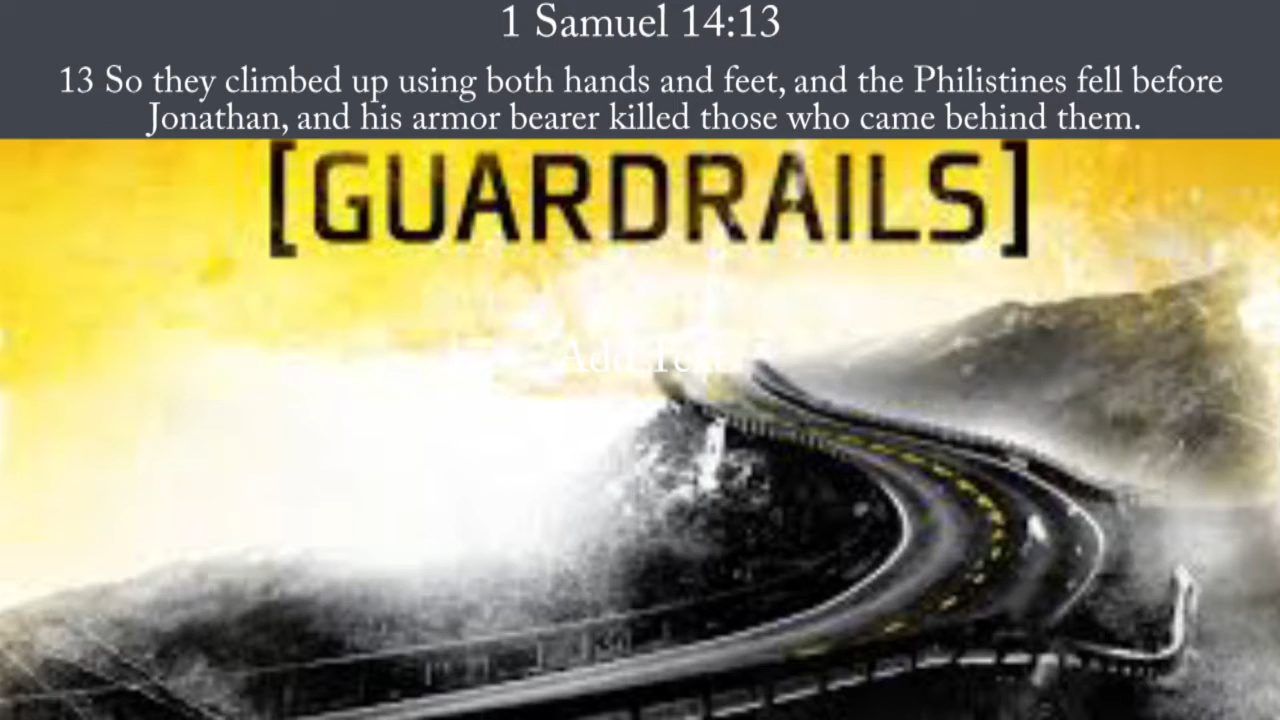 1 Samuel 14:13
13 So they climbed up using both hands and feet, and the Philistines fell before
Jonathan, and his armor bearer killed those who came behind them.
[GUARDRAILS]
Add Text